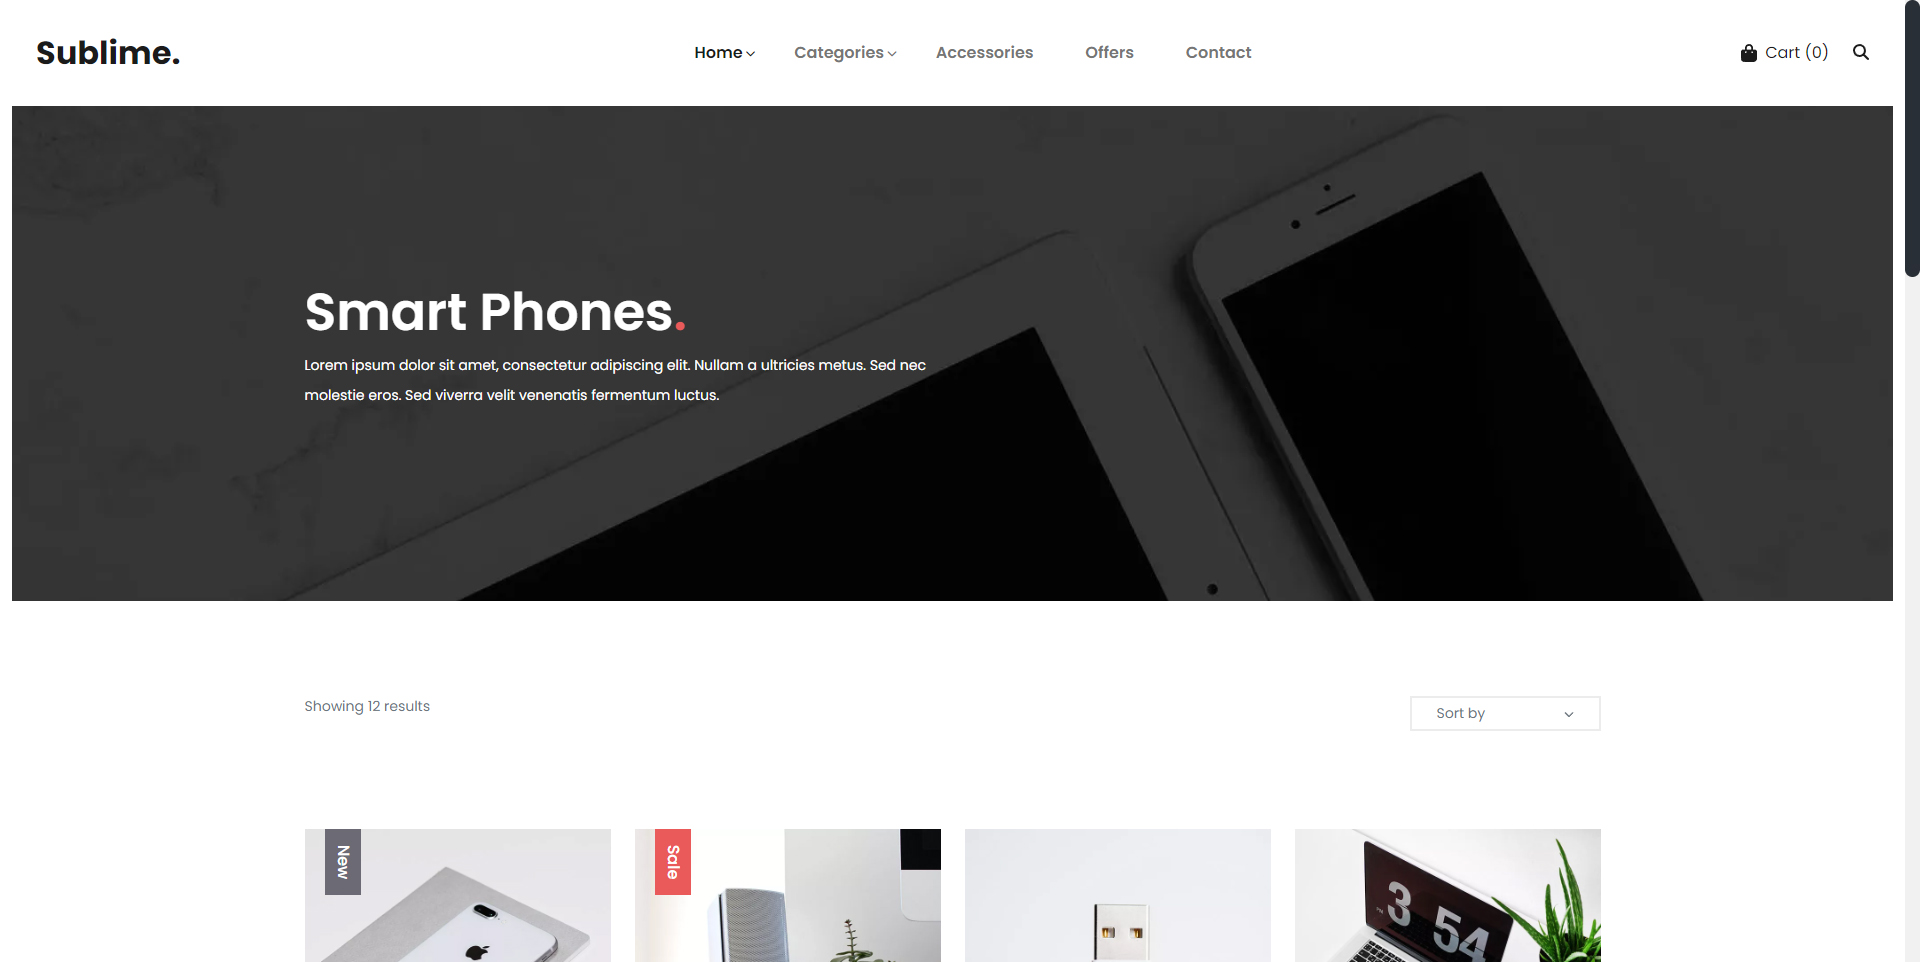 Sublime.
Home
Categories
Accessories
Offers
Contact
Cart (0)
Smart Phones.
Lorem ipsum dolor sit amet, consectetur adipiscing elit. Nullam a ultricies metus. Sed nec
molestie eros. Sed viverra velit venenatis fermentum luctus.
Showing 12 results
Sort by
New
Sale
3 54